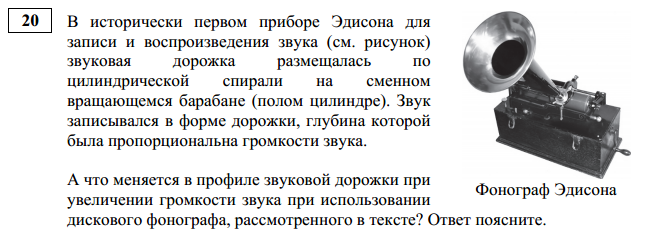 20
В исторически первом приборе Эдисона для
записи и воспроизведения звука (см. рисунок)
звуковая дорожка размещалась по
цилиндрической спирали на сменном
вращающемся барабане (полом цилиндре). Звук
записывался в форме дорожки, глубина которой
была пропорциональна громкости звука.
А что меняется в профиле звуковой дорожки при
увеличении громкости звука при использовании
дискового фонографа, рассмотренного в тексте? Ответ поясните.
Фонограф Эдисона